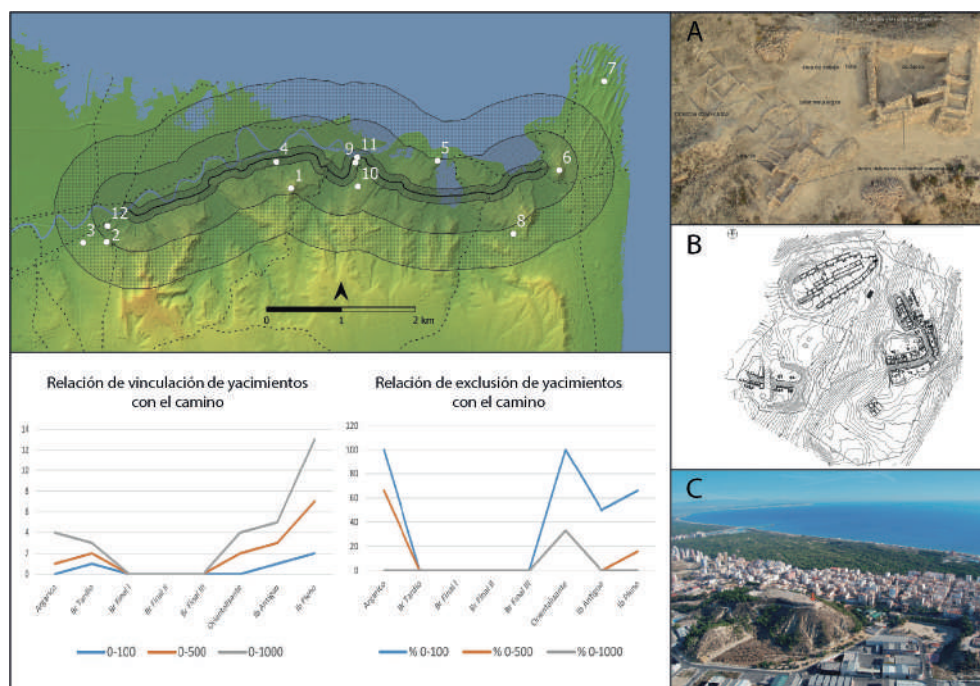 7
11
4
9
5
6
1
10
12
8
3
2
0 1 2 km
A
B
C
Relación de vinculación de yacimientos
con el camino
14
12
10
8
6
4
2
0
Argarico
Br Tardio
Br Final I
Br Final II
Br Final III
Orientalizante
Ib Antiguo
Ib Pleno
0-100 0-500 0-1000
Relación de exclusión de yacimientos
con el camino
120
100
80
60
40
20
0
Argarico
Br Tardio
Br Final I
Br Final II
Br Final III
Orientalizante
Ib Antiguo
Ib Pleno
% 0-100 % 0-500 % 0-1000